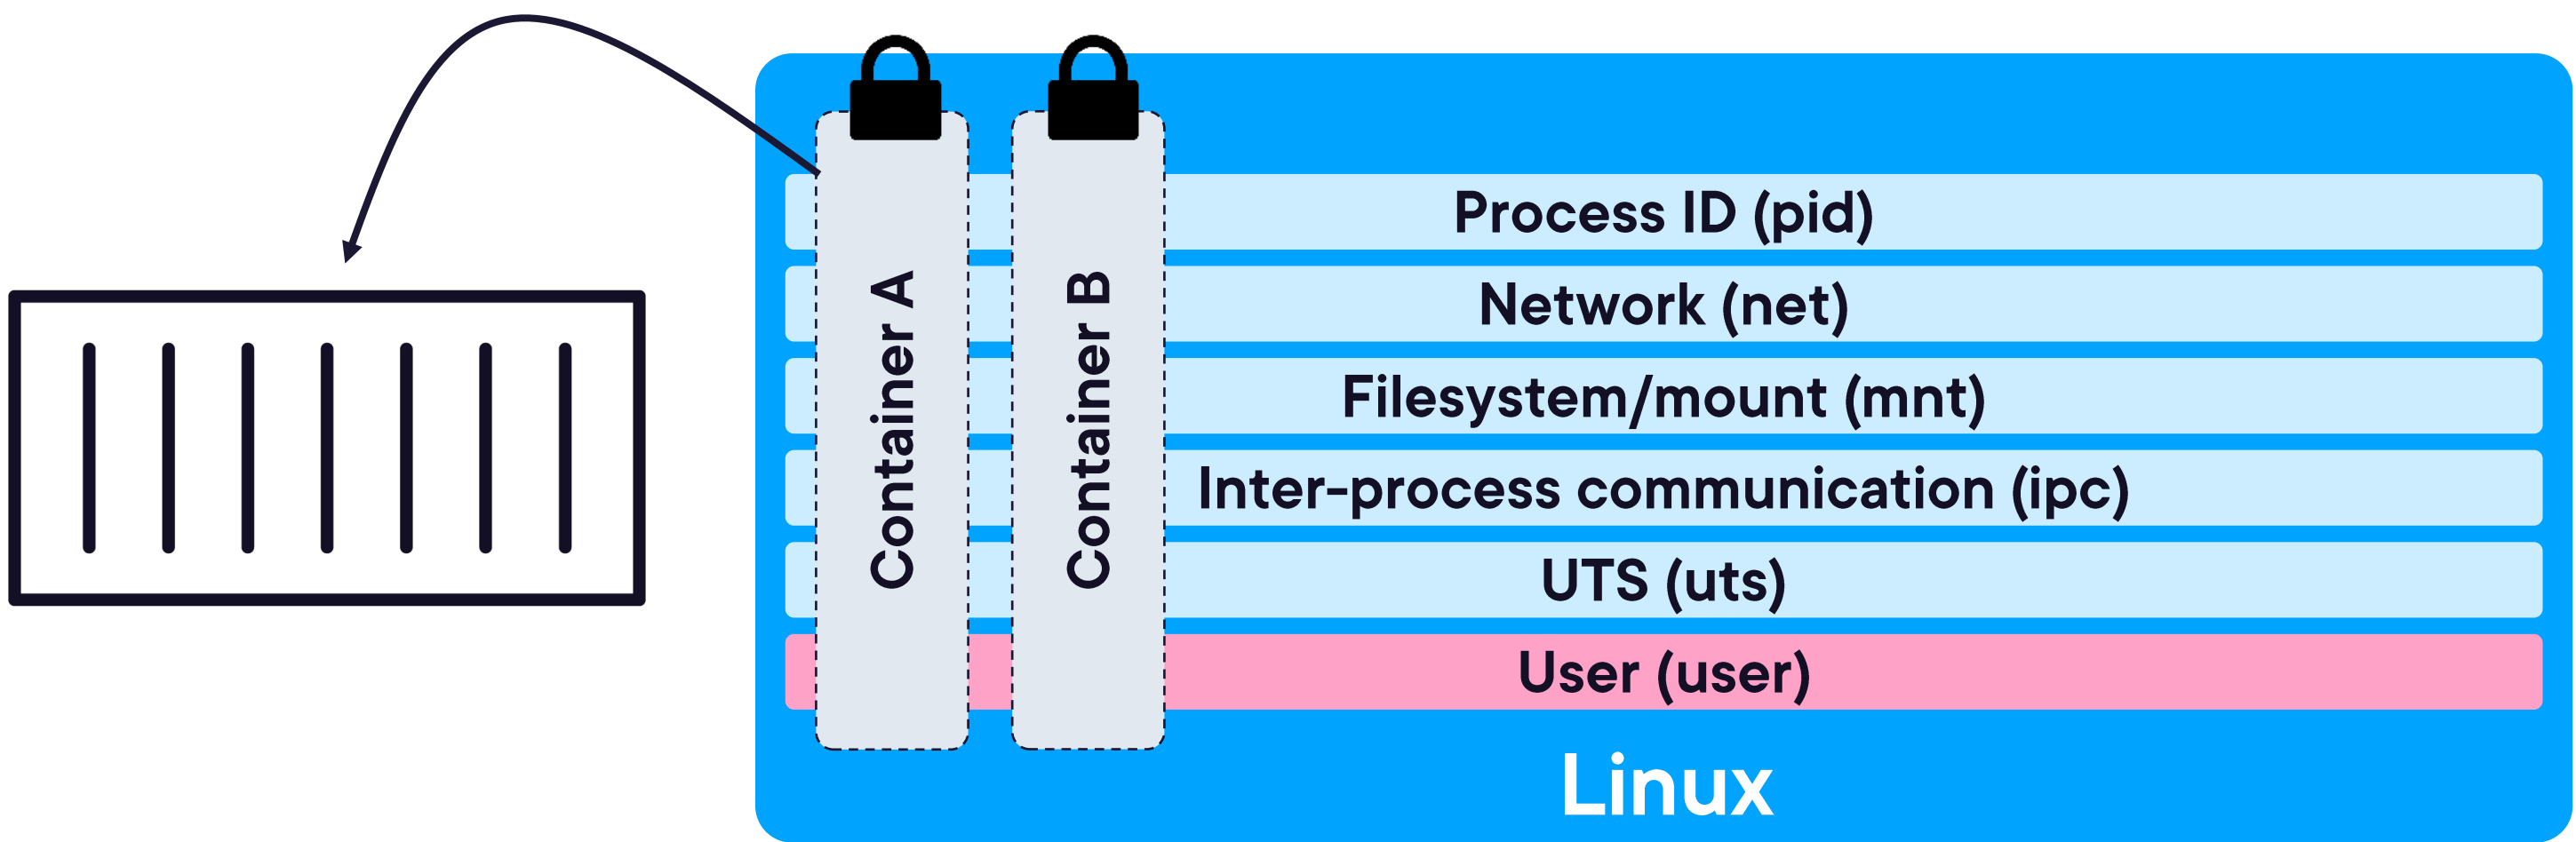 Container A
Container B
Process ID (pid)
Network (net)
Filesystem/mount (mnt)
Inter-process communication (ipc)
UTS (uts)
User (user)
Linux